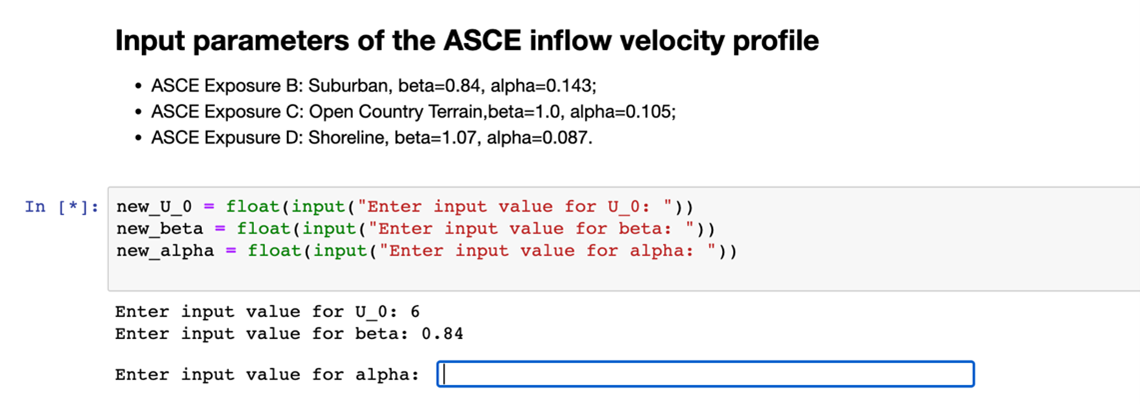 Input parameters of the ASCE inflow velocity profile
• ASCE Exposure B: Suburban, beta=0.84, alpha=0.143;
• ASCE Exposure C: Open Country Terrain,beta=1.0, alpha=0.105;
• ASCE Expusure D: Shoreline, beta=1.07, alpha=0.087.
In [*]: new_U_0 = float(input("Enter input value for U_0: "))
new_beta = float(input("Enter input value for beta: "))
new_alpha = float(input("Enter input value for alpha: "))
Enter input value for U_0: 6
Enter input value for beta: 0.84
Enter input value for alpha: